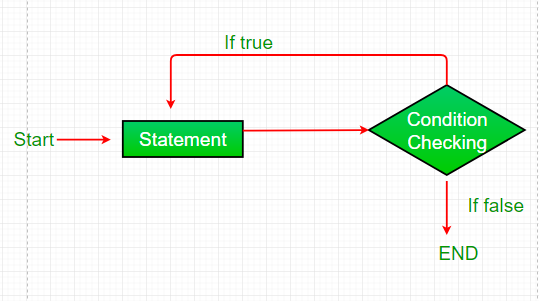 If true
Start
Statement
Condition
Checking
If false
END